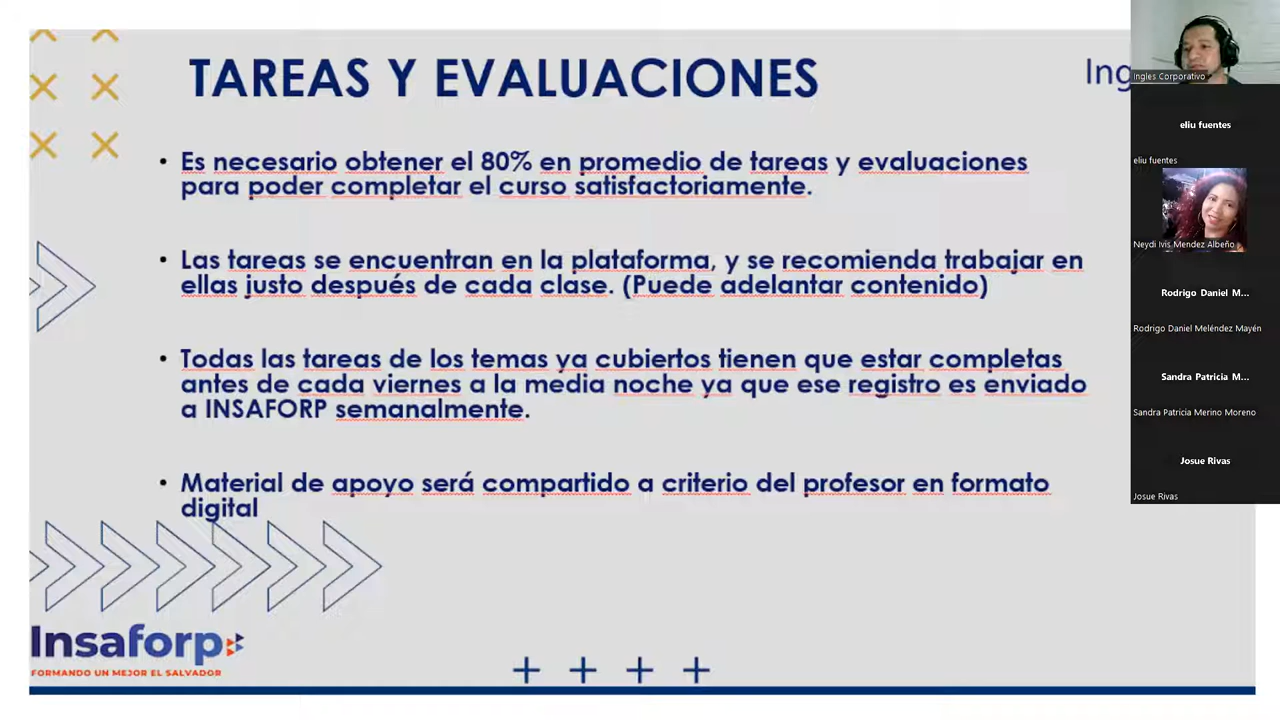 TAREAS Y EVALUACIONES
Ing
• Es necesario obtener el 80% en promedio de tareas y evaluaciones
para poder completar el curso satisfactoriamente.
• Las tareas se encuentran en la plataforma, y se recomienda trabajar en
ellas justo después de cada clase. (Puede adelantar contenido)
• Todas las tareas de los temas ya cubiertos tienen que estar completas
antes de cada viernes a la media noche ya que ese registro es enviado
a INSAFORP semanalmente.
• Material de apoyo será compartido a criterio del profesor en formato
digital
Insaforp
FORMANDO UN MEJOR EL SALVADOR
Ingles Corporativo
eliu fuentes
eliu fuentes
Neydi Ivis Mendez Albeño
Rodrigo Daniel M...
Rodrigo Daniel Meléndez Mayén
Sandra Patricia M...
Sandra Patricia Merino Moreno
Josue Rivas
Josue Rivas